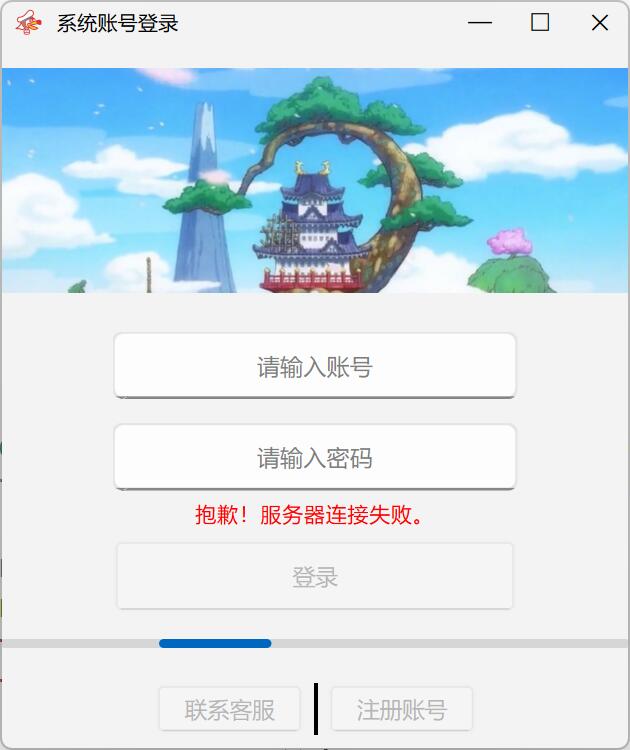 系统账号登录
请输入账号
请输入密码
抱歉！服务器连接失败。
登录
联系客服
注册账号